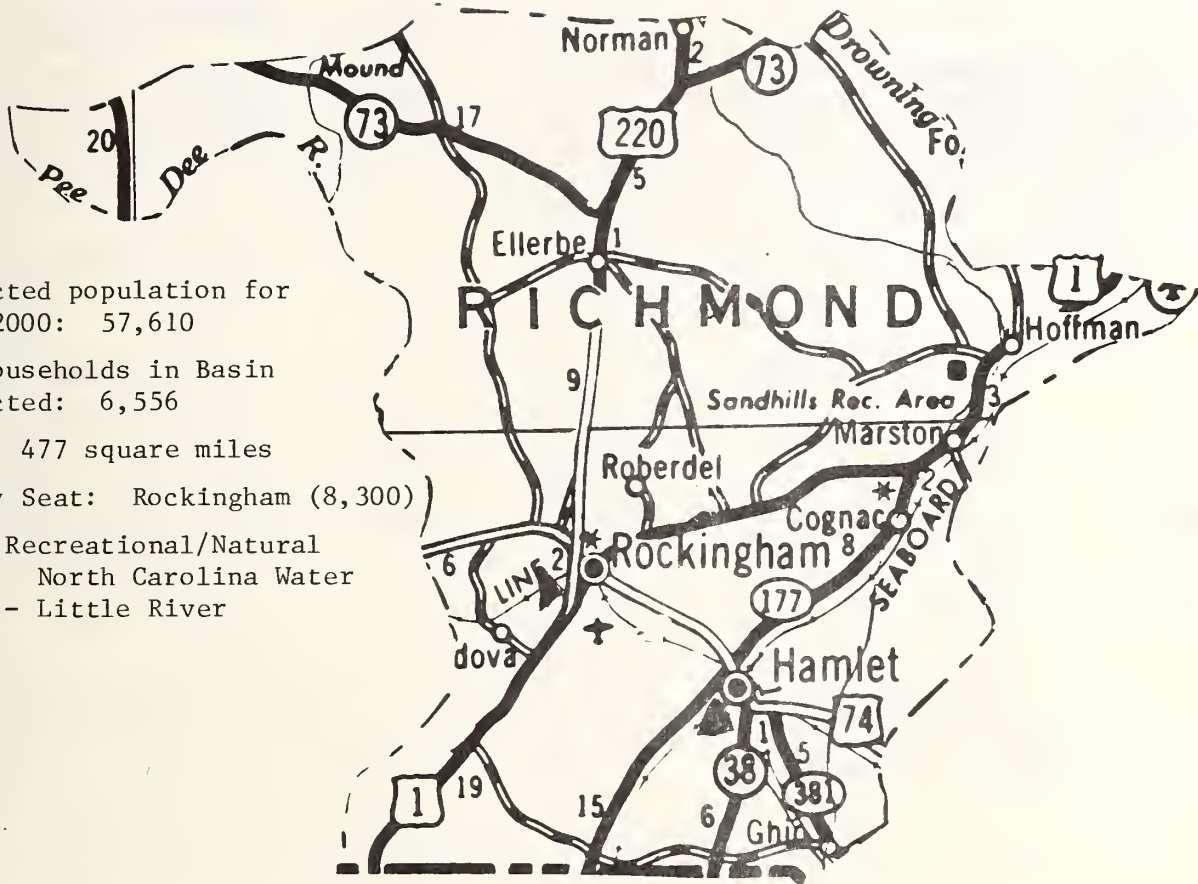 Norman
2
73
Drowning
Fo.
Mound
73
17
220
20
Pee
Dee
R.
5
Ellerbe
1
1
cted population for
2000: 57,610
RICHMOND
Hoffman
ouseholds in Basin
cted: 6,556
9
Sandhills Rec. Area
3
477 square miles
Marston
Roberdel
y Seat: Rockingham (8,300)
2
Cognac
Recreational/Natural
North Carolina Water
- Little River
6
2
Rockingham
8
SEABOARD
LINE
177
dova
Hamlet
74
1
5
38
381
1
19
15
6
Ghio